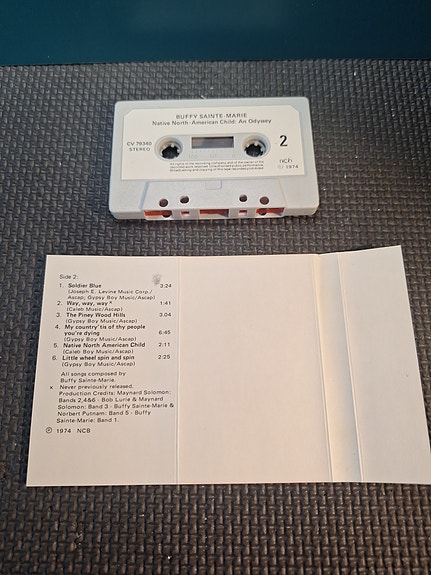 BUFFY SAINTE-MARIE
Native North-American Child: An Odyssey
CV 79340
STEREO
2
ncb
℗ 1974
Side 2:
1. Soldier Blue 3:24
(Joseph E. Levine Music Corp./
Ascap; Gypsy Boy Music/Ascap)
2. Way, way, way x 1:41
(Caleb Music/Ascap)
3. The Piney Wood Hills 3.04
(Gypsy Boy Music/Ascap)
4. My country'tis of thy people
you're dying 6:45
(Gypsy Boy Music/Ascap)
5. Native North American Child 2:11
(Caleb Boy Music/Ascap)
6. Little wheel spin and spin 2:25
(Gypsy Boy Music/Ascap)
All songs composed by
Buffy Sainte-Marie.
x Never previously released.
Production Credits: Maynard Solomon:
Bands 2,4&6 - Bob Lurie & Maynard
Solomon: Band 3 - Buffy Sainte-Marie &
Norbert Putnam: Band 5 - Buffy
Sainte-Marie: Band 1.
℗ 1974 NCB